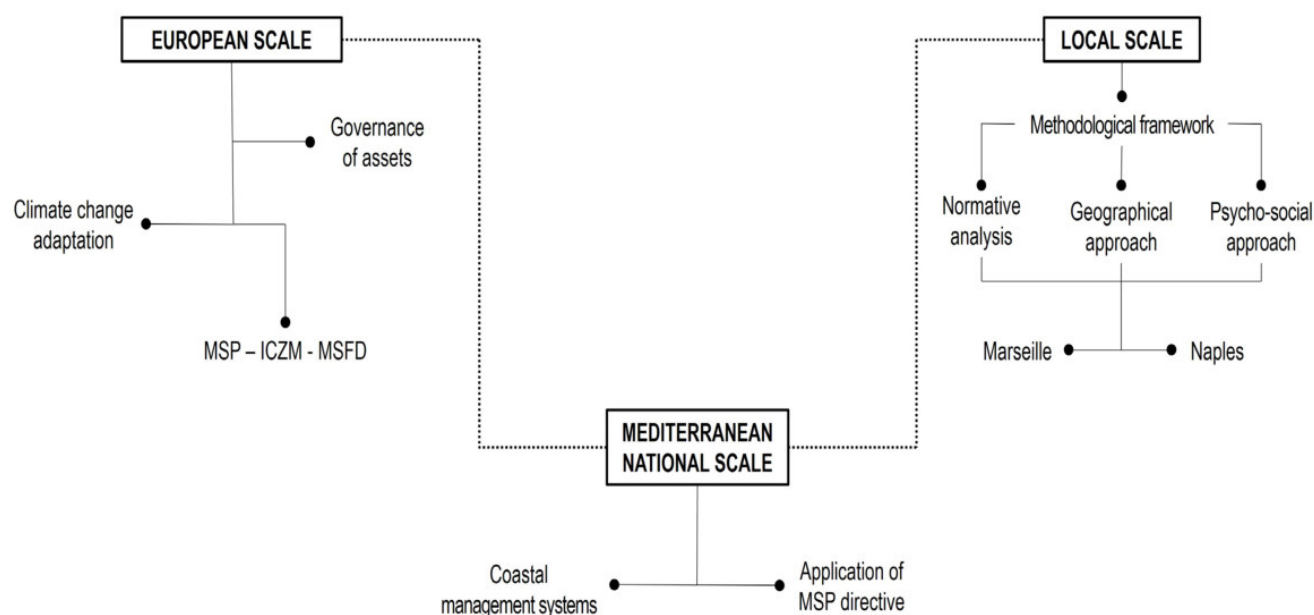 EUROPEAN SCALE
Governance
of assets
Climate change
adaptation
MSP – ICZM - MSFD
MEDITERRANEAN
NATIONAL SCALE
Coastal
management systems
Application of
MSP directive
LOCAL SCALE
Methodological framework
Normative
analysis
Geographical
approach
Psycho-social
approach
Marseille
Naples